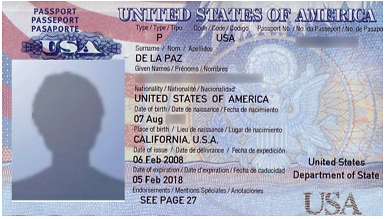 PASSPORT
PASSEPORT
PASAPORTE
USA
UNITED STATES OF AMERICA
Type / Type / Tipo Code / Code / Codigo Passport No / No. du Passeport / No. de Pasaporte
P USA
Surname / Nom / Apellidos
DE LA PAZ
Given Names / Prénoms / Nombres
Nationality / Nationalité / Nacionalidad
UNITED STATES OF AMERICA
Date of birth / Date de naissance / Fecha de nacimiento
07 Aug
Place of birth / Lieu de naissance / Lugar de nacimiento
CALIFORNIA, U.S.A.
Date of issue / Date de délivrance / Fecha de expedición
06 Feb 2008
Date of expiration / Date d'expiration / Fecha de caducidad
05 Feb 2018
Endorsements / Mentions Spéciales / Anotaciones
SEE PAGE 27
United States
Department of State
USA